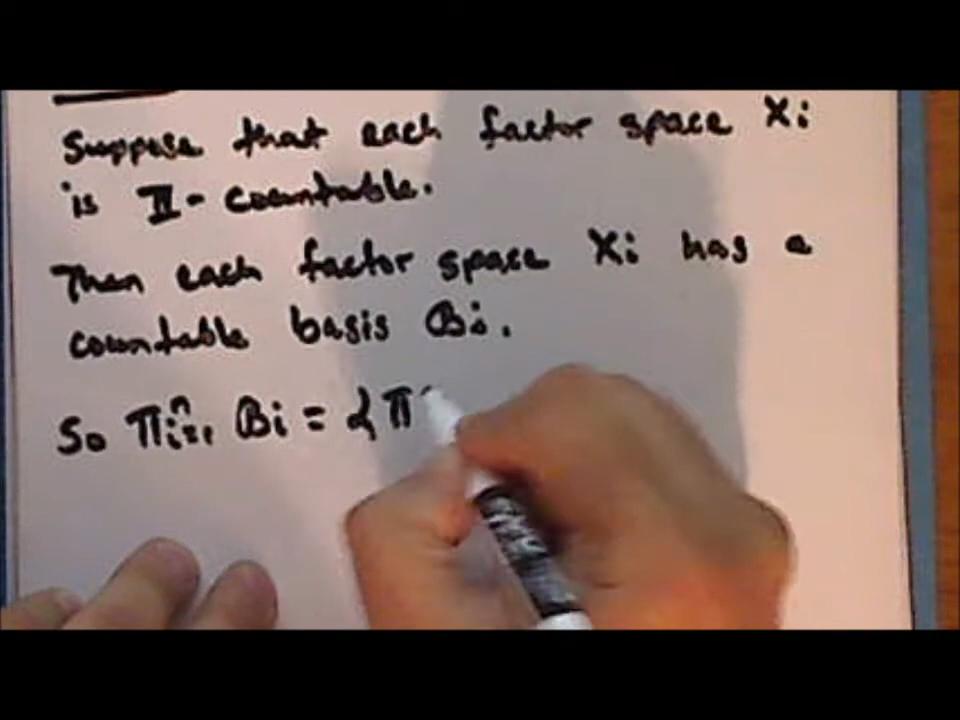 Suppose that each factor space Xi
is II-countable.
Then each factor space Xi has a
countable basis Bi.
So πⁿi=1 Bi = {π